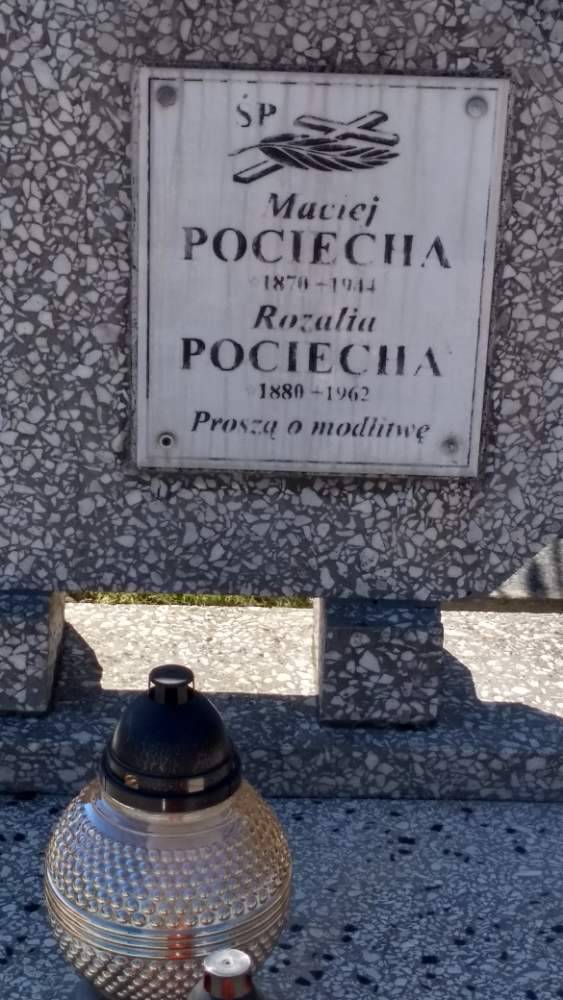 ŚP
Maciej
POCIECHA
* 1870 + 1944
Rozalia
POCIECHA
* 1880 + 1962
Proszą o modlitwę